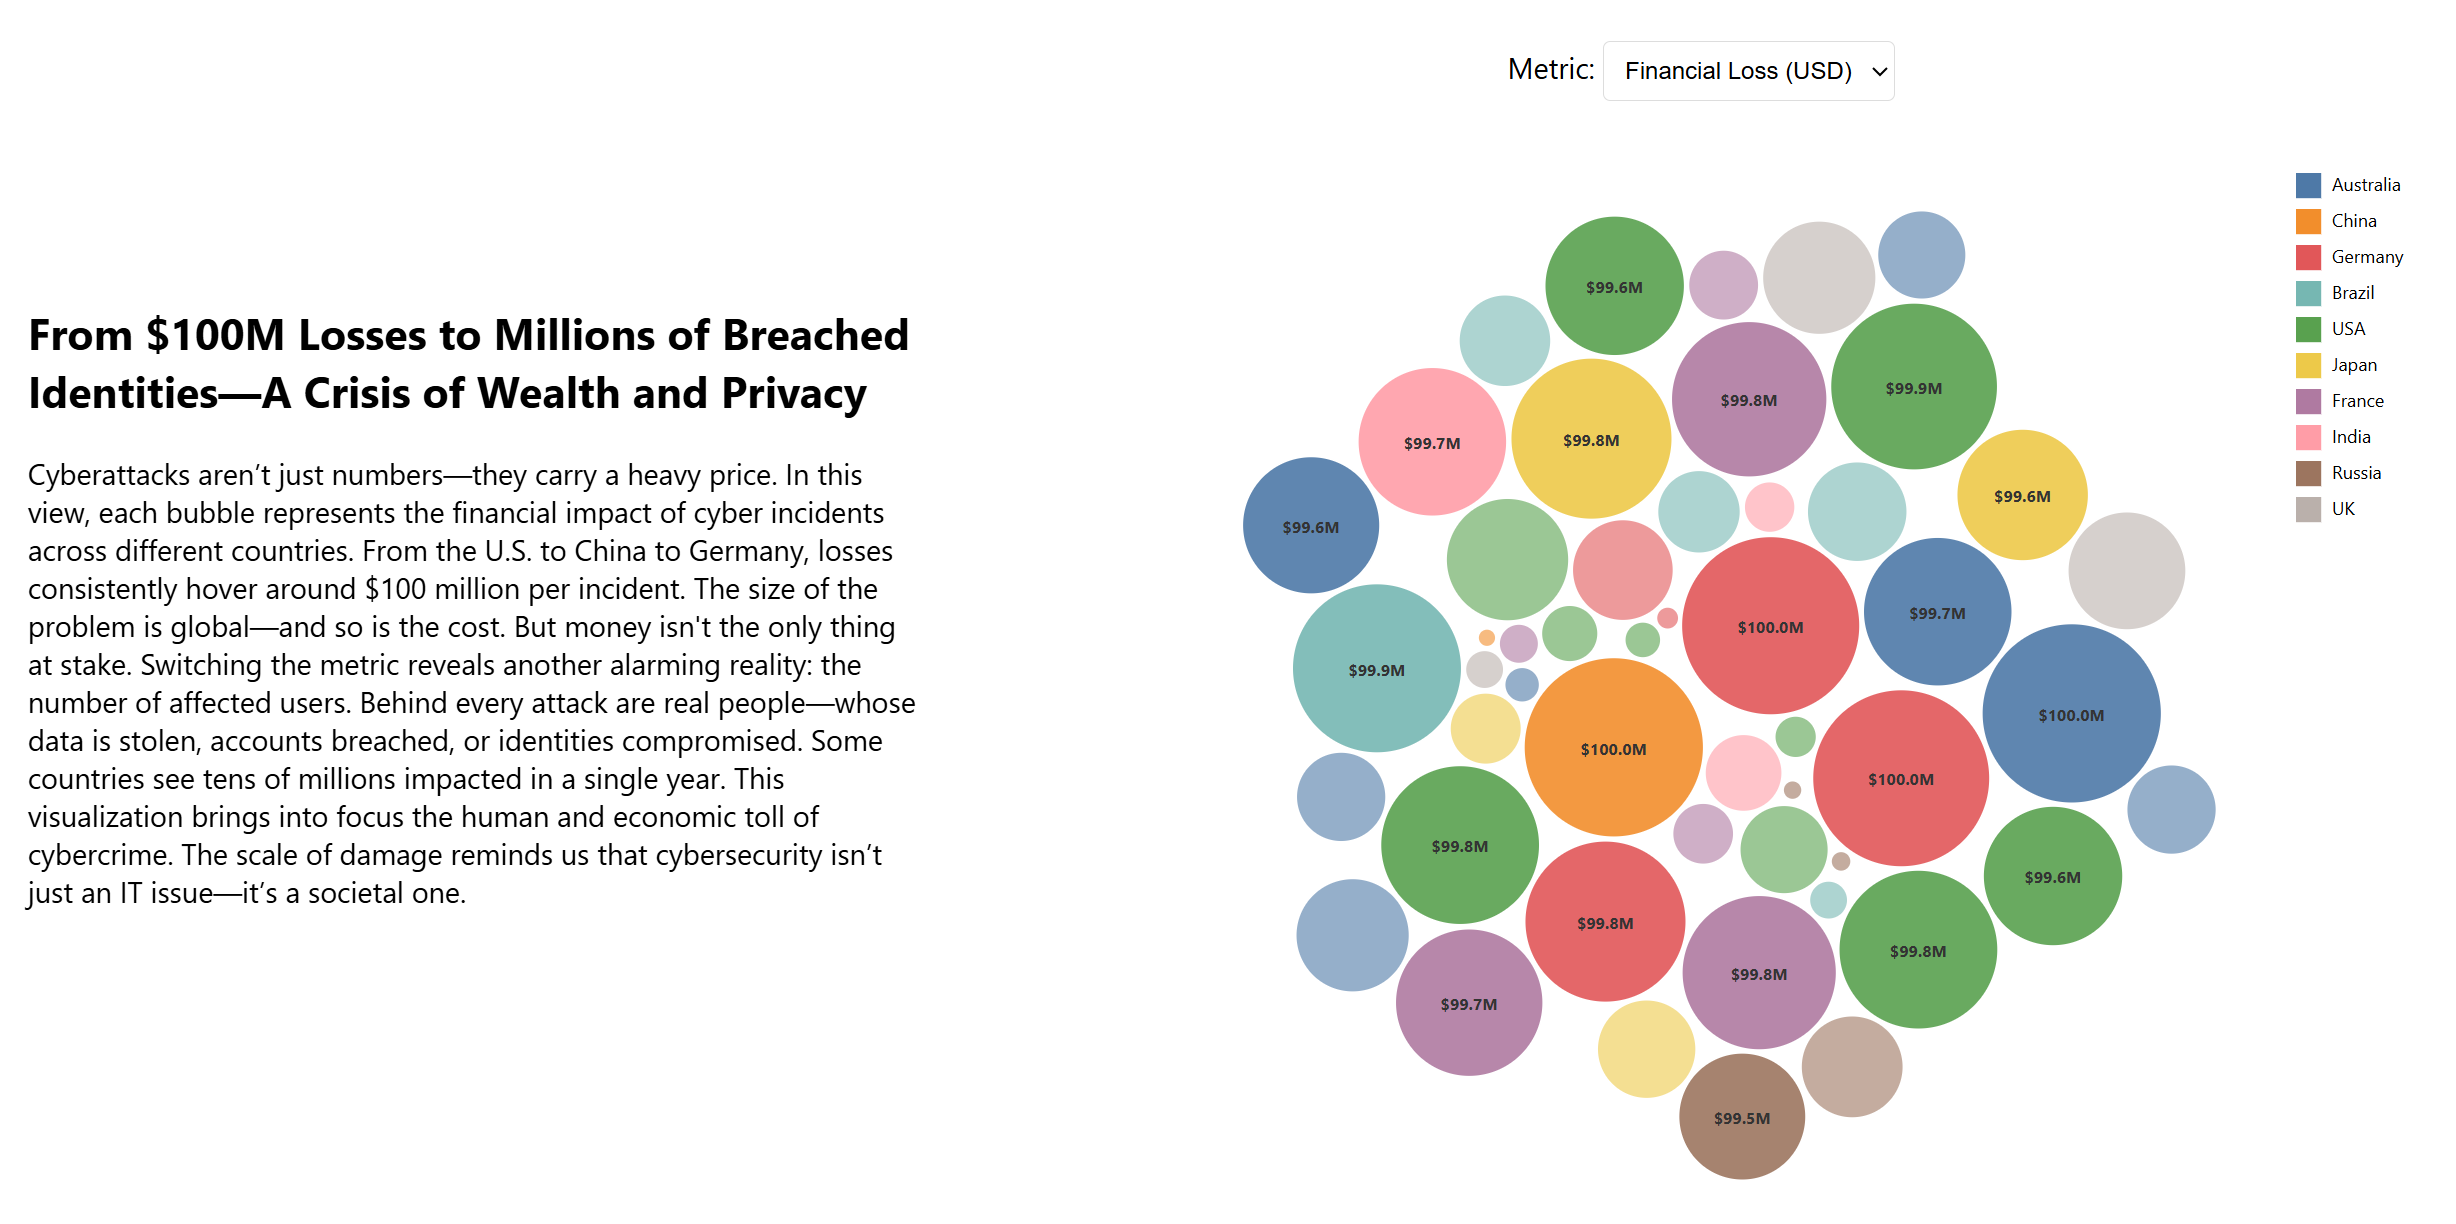 Metric: Financial Loss (USD)
From $100M Losses to Millions of Breached
Identities—A Crisis of Wealth and Privacy
Cyberattacks aren’t just numbers—they carry a heavy price. In this
view, each bubble represents the financial impact of cyber incidents
across different countries. From the U.S. to China to Germany, losses
consistently hover around $100 million per incident. The size of the
problem is global—and so is the cost. But money isn't the only thing
at stake. Switching the metric reveals another alarming reality: the
number of affected users. Behind every attack are real people—whose
data is stolen, accounts breached, or identities compromised. Some
countries see tens of millions impacted in a single year. This
visualization brings into focus the human and economic toll of
cybercrime. The scale of damage reminds us that cybersecurity isn’t
just an IT issue—it’s a societal one.
$99.6M
$99.9M
$99.8M
$99.8M
$99.7M
$99.6M
$99.6M
$99.7M
$100.0M
$99.9M
$100.0M
$100.0M
$100.0M
$99.8M
$99.6M
$99.8M
$99.8M
$99.8M
$99.7M
$99.5M
Australia
China
Germany
Brazil
USA
Japan
France
India
Russia
UK